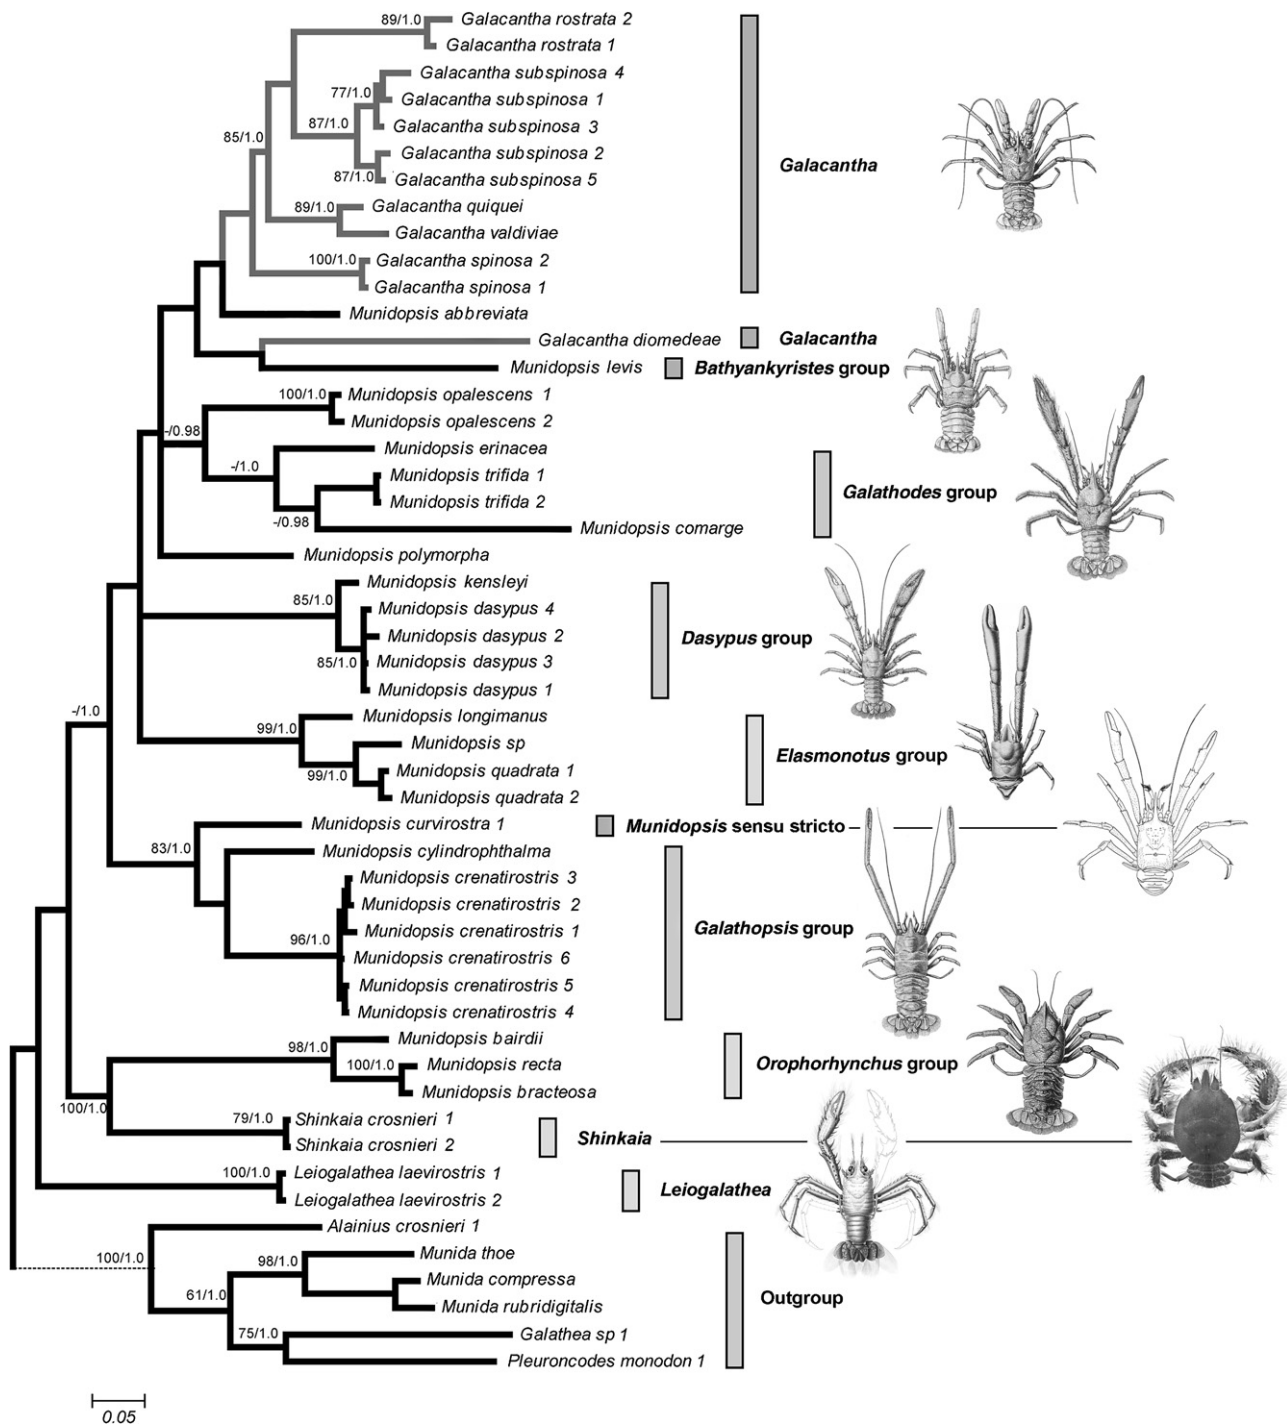 89/1.0
Galacantha rostrata 2
Galacantha rostrata 1
Galacantha subspinosa 4
77/1.0
Galacantha subspinosa 1
87/1.0
Galacantha subspinosa 3
85/1.0
Galacantha subspinosa 2
Galacantha
87/1.0
Galacantha subspinosa 5
89/1.0
Galacantha quiquei
Galacantha valdiviae
100/1.0
Galacantha spinosa 2
Galacantha spinosa 1
Munidopsis abbreviata
Galacantha diomedeae
Galacantha
Munidopsis levis
Bathyankyristes group
100/1.0
Munidopsis opalescens 1
Munidopsis opalescens 2
-/0.98
Munidopsis erinacea
-/1.0
Munidopsis trifida 1
Galathodes group
Munidopsis trifida 2
-/0.98
Munidopsis comarge
Munidopsis polymorpha
Munidopsis kensleyi
85/1.0
Munidopsis dasypus 4
Munidopsis dasypus 2
Dasypus group
85/1.0
Munidopsis dasypus 3
Munidopsis dasypus 1
-/1.0
Munidopsis longimanus
99/1.0
Munidopsis sp
Elasmonotus group
99/1.0
Munidopsis quadrata 1
Munidopsis quadrata 2
Munidopsis curvirostra 1
Munidopsis sensu stricto
83/1.0
Munidopsis cylindrophthalma
Munidopsis crenatirostris 3
Munidopsis crenatirostris 2
Munidopsis crenatirostris 1
Galathopsis group
96/1.0
Munidopsis crenatirostris 6
Munidopsis crenatirostris 5
Munidopsis crenatirostris 4
98/1.0
Munidopsis bairdii
100/1.0
Munidopsis recta
Orophorhynchus group
Munidopsis bracteosa
100/1.0
79/1.0
Shinkaia crosnieri 1
Shinkaia
Shinkaia crosnieri 2
100/1.0
Leiogalathea laevirostris 1
Leiogalathea
Leiogalathea laevirostris 2
Alainius crosnieri 1
100/1.0
98/1.0
Munida thoe
Munida compressa
61/1.0
Munida rubridigitalis
Outgroup
75/1.0
Galathea sp 1
Pleuroncodes monodon 1
0.05